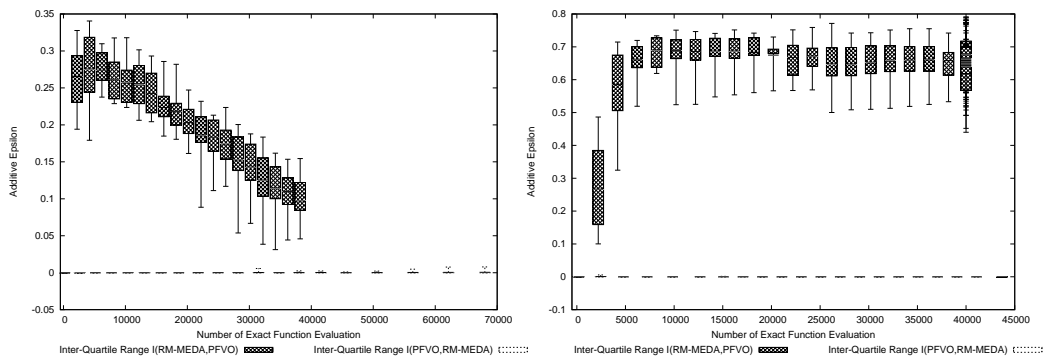 0.35
0.3
0.25
0.2
0.15
0.1
0.05
0
-0.05
Additive Epsilon
0 10000 20000 30000 40000 50000 60000 70000
Number of Exact Function Evaluation
Inter-Quartile Range I(RM-MEDA,PFVO) Inter-Quartile Range I(PFVO,RM-MEDA)
0.8
0.7
0.6
0.5
0.4
0.3
0.2
0.1
0
-0.1
Additive Epsilon
0 5000 10000 15000 20000 25000 30000 35000 40000 45000
Number of Exact Function Evaluation
Inter-Quartile Range I(RM-MEDA,PFVO) Inter-Quartile Range I(PFVO,RM-MEDA)